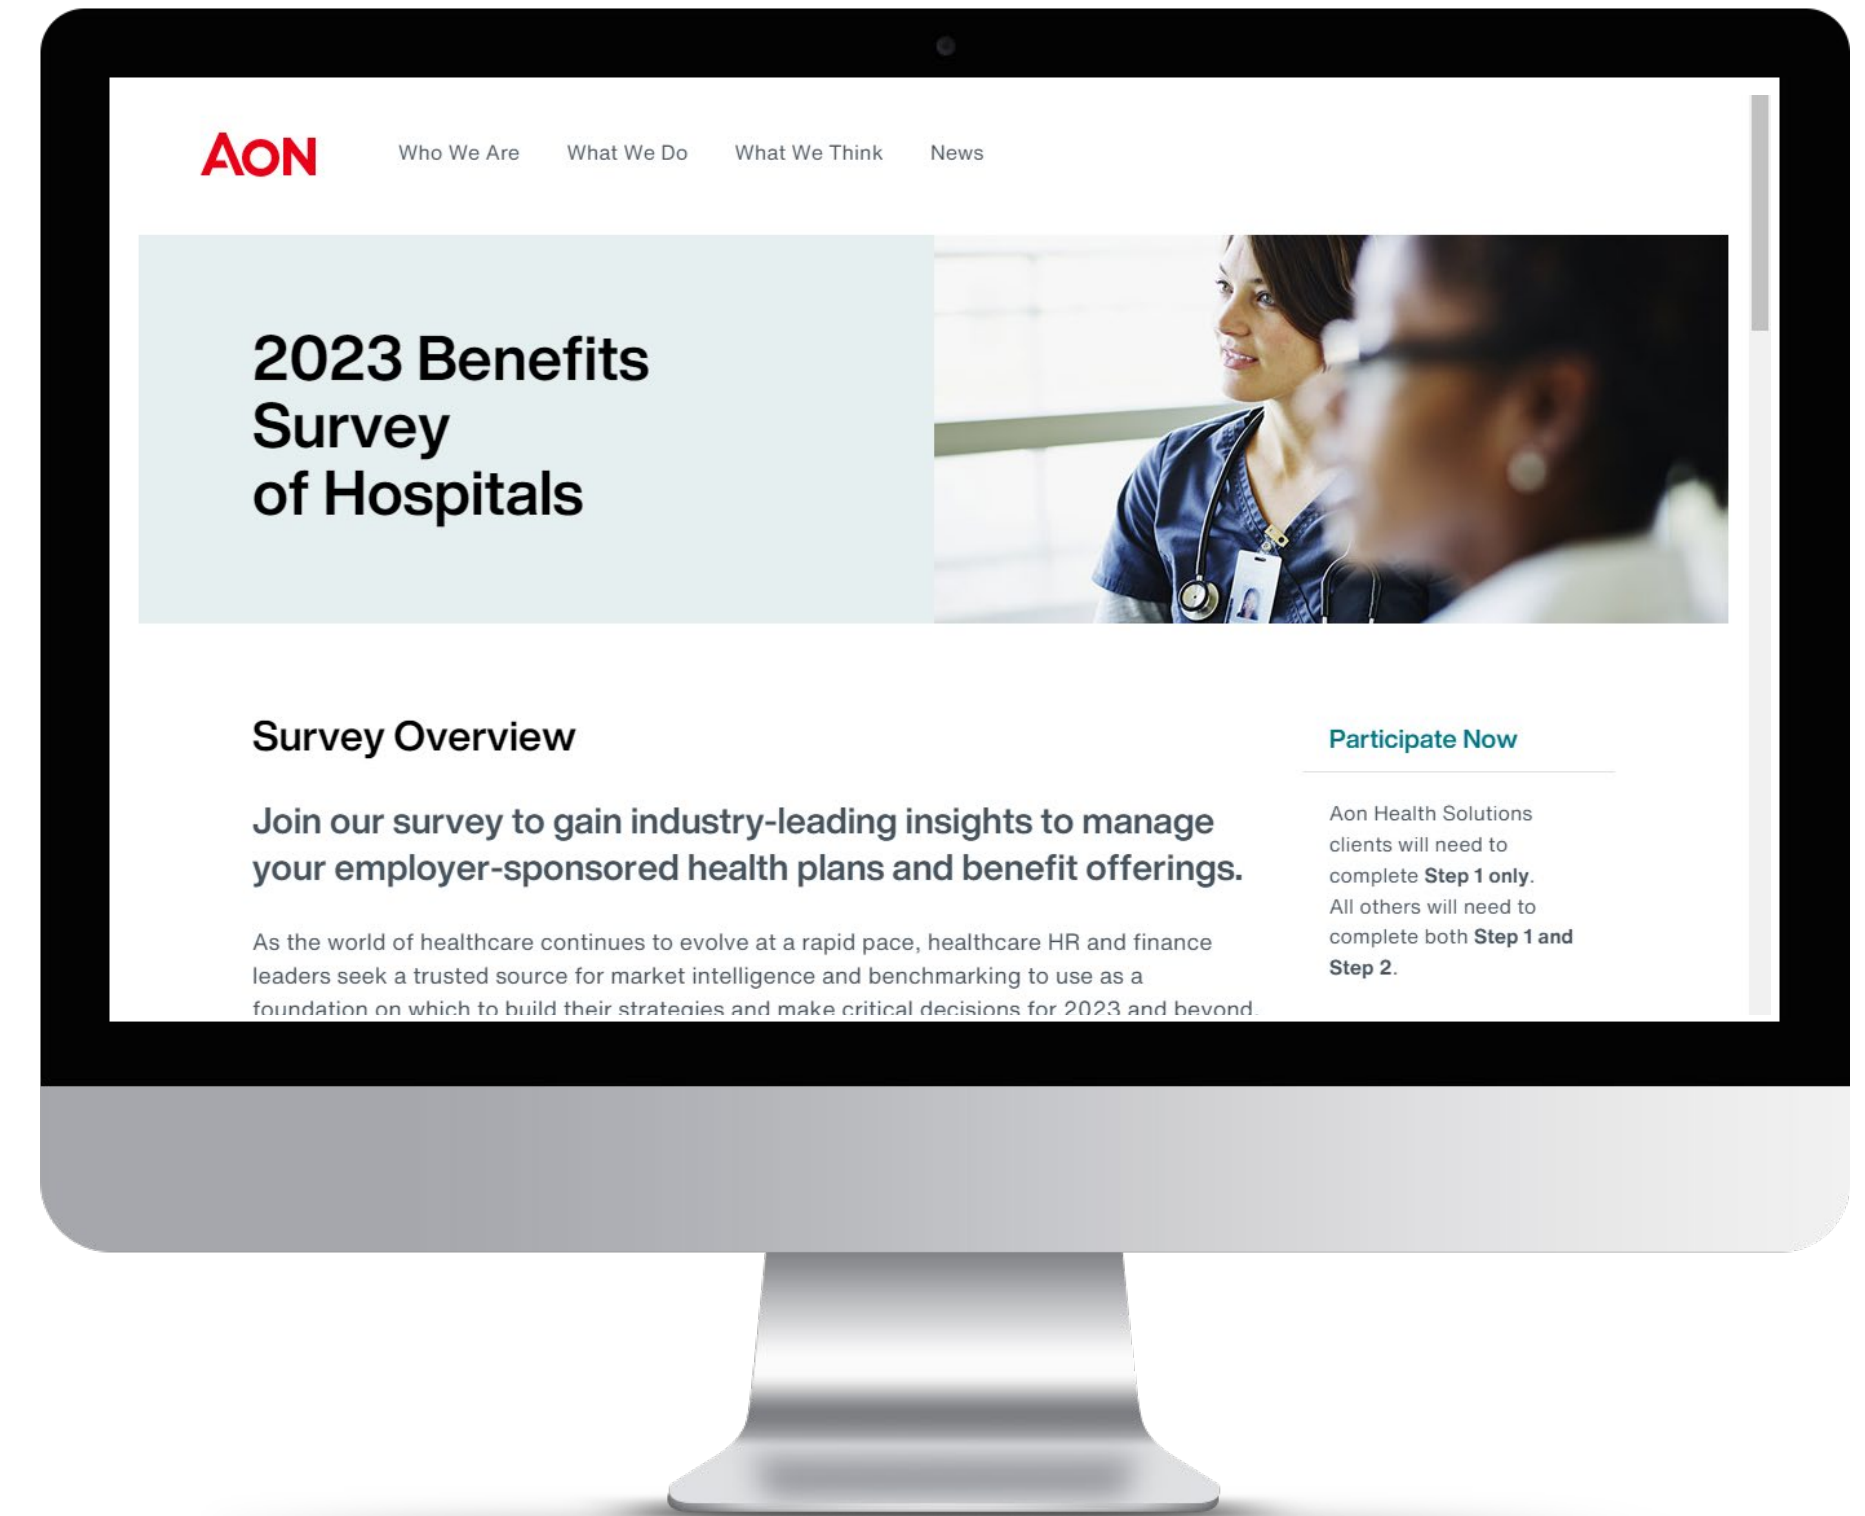 AON
Who We Are What We Do What We Think News
2023 Benefits
Survey
of Hospitals
Survey Overview
Join our survey to gain industry-leading insights to manage
your employer-sponsored health plans and benefit offerings.
As the world of healthcare continues to evolve at a rapid pace, healthcare HR and finance
leaders seek a trusted source for market intelligence and benchmarking to use as a
foundation on which to build their strategies and make critical decisions for 2023 and beyond.
Participate Now
Aon Health Solutions
clients will need to
complete Step 1 only.
All others will need to
complete both Step 1 and
Step 2.